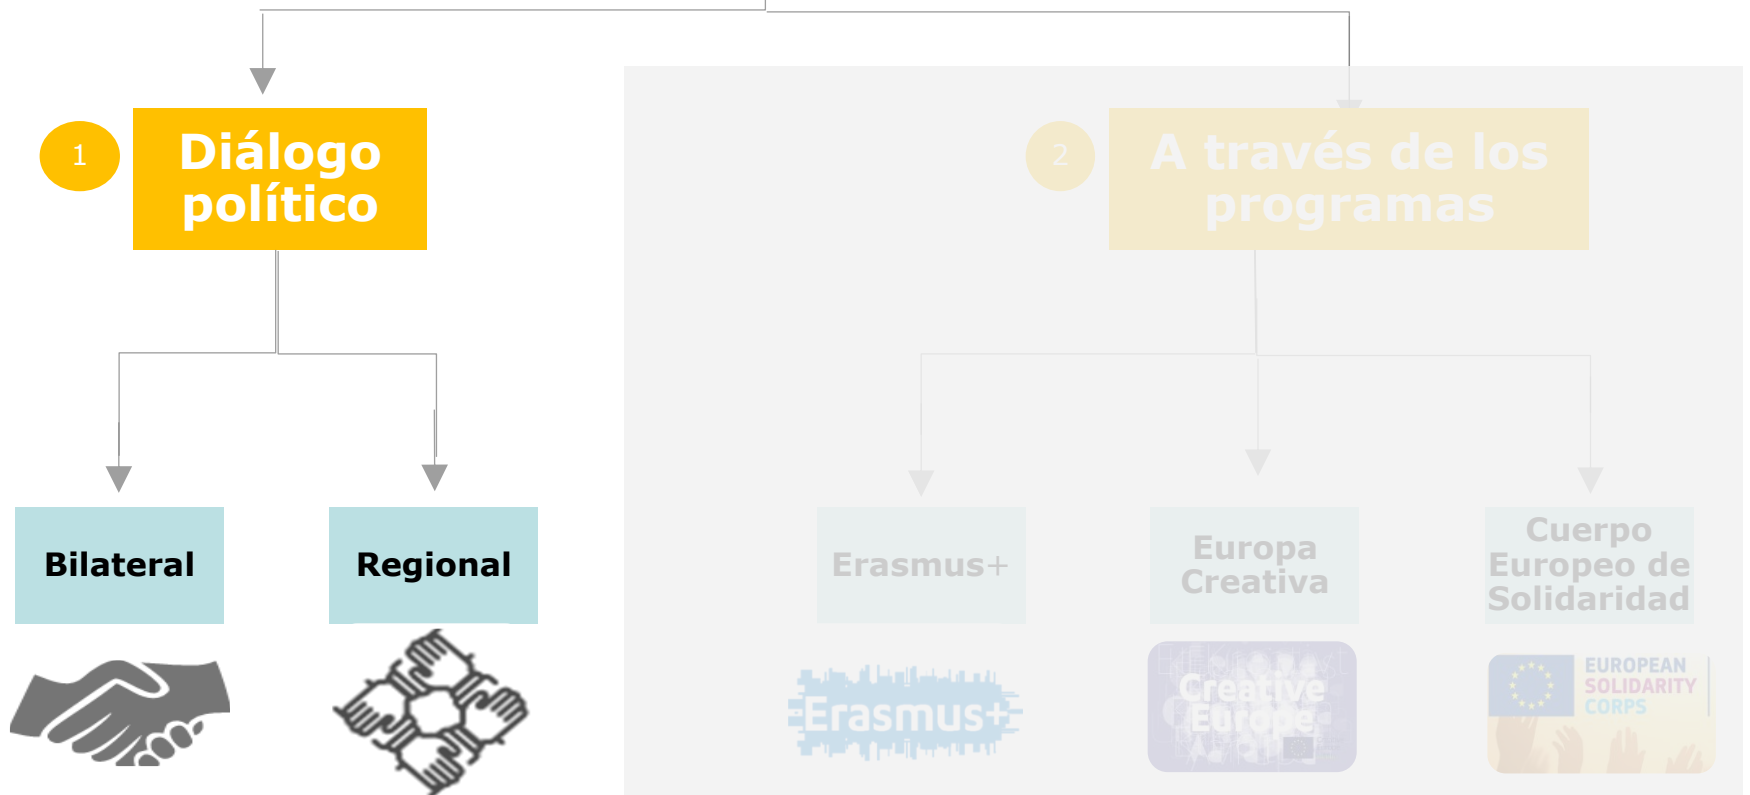 1
Diálogo
político
2
A través de los
programas
Bilateral
Regional
Erasmus+
Europa
Creativa
Cuerpo
Europeo de
Solidaridad
Erasmus+
Creative
Europe
EUROPEAN
SOLIDARITY
CORPS